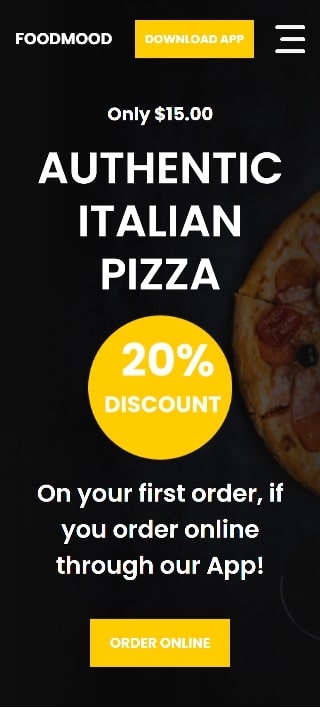 FOODMOOD
DOWNLOAD APP
Only $15.00
AUTHENTIC
ITALIAN
PIZZA
20%
DISCOUNT
On your first order, if
you order online
through our App!
ORDER ONLINE